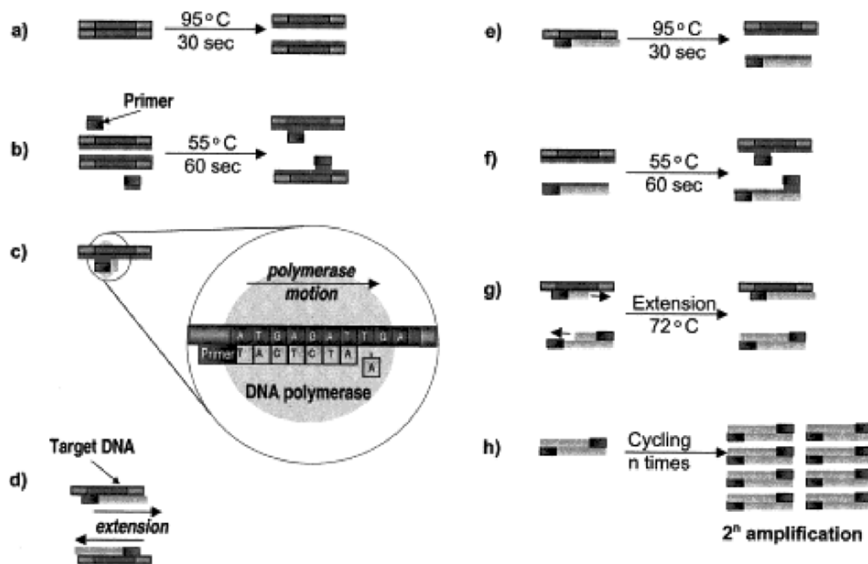 a)
95°C
30 sec
Primer
b)
55°C
60 sec
c)
polymerase
motion
A T G A G A T T G A
Primer T A C T C T A
A
DNA polymerase
Target DNA
d)
extension
e)
95°C
30 sec
f)
55°C
60 sec
g)
Extension
72°C
h)
Cycling
n times
2ⁿ amplification